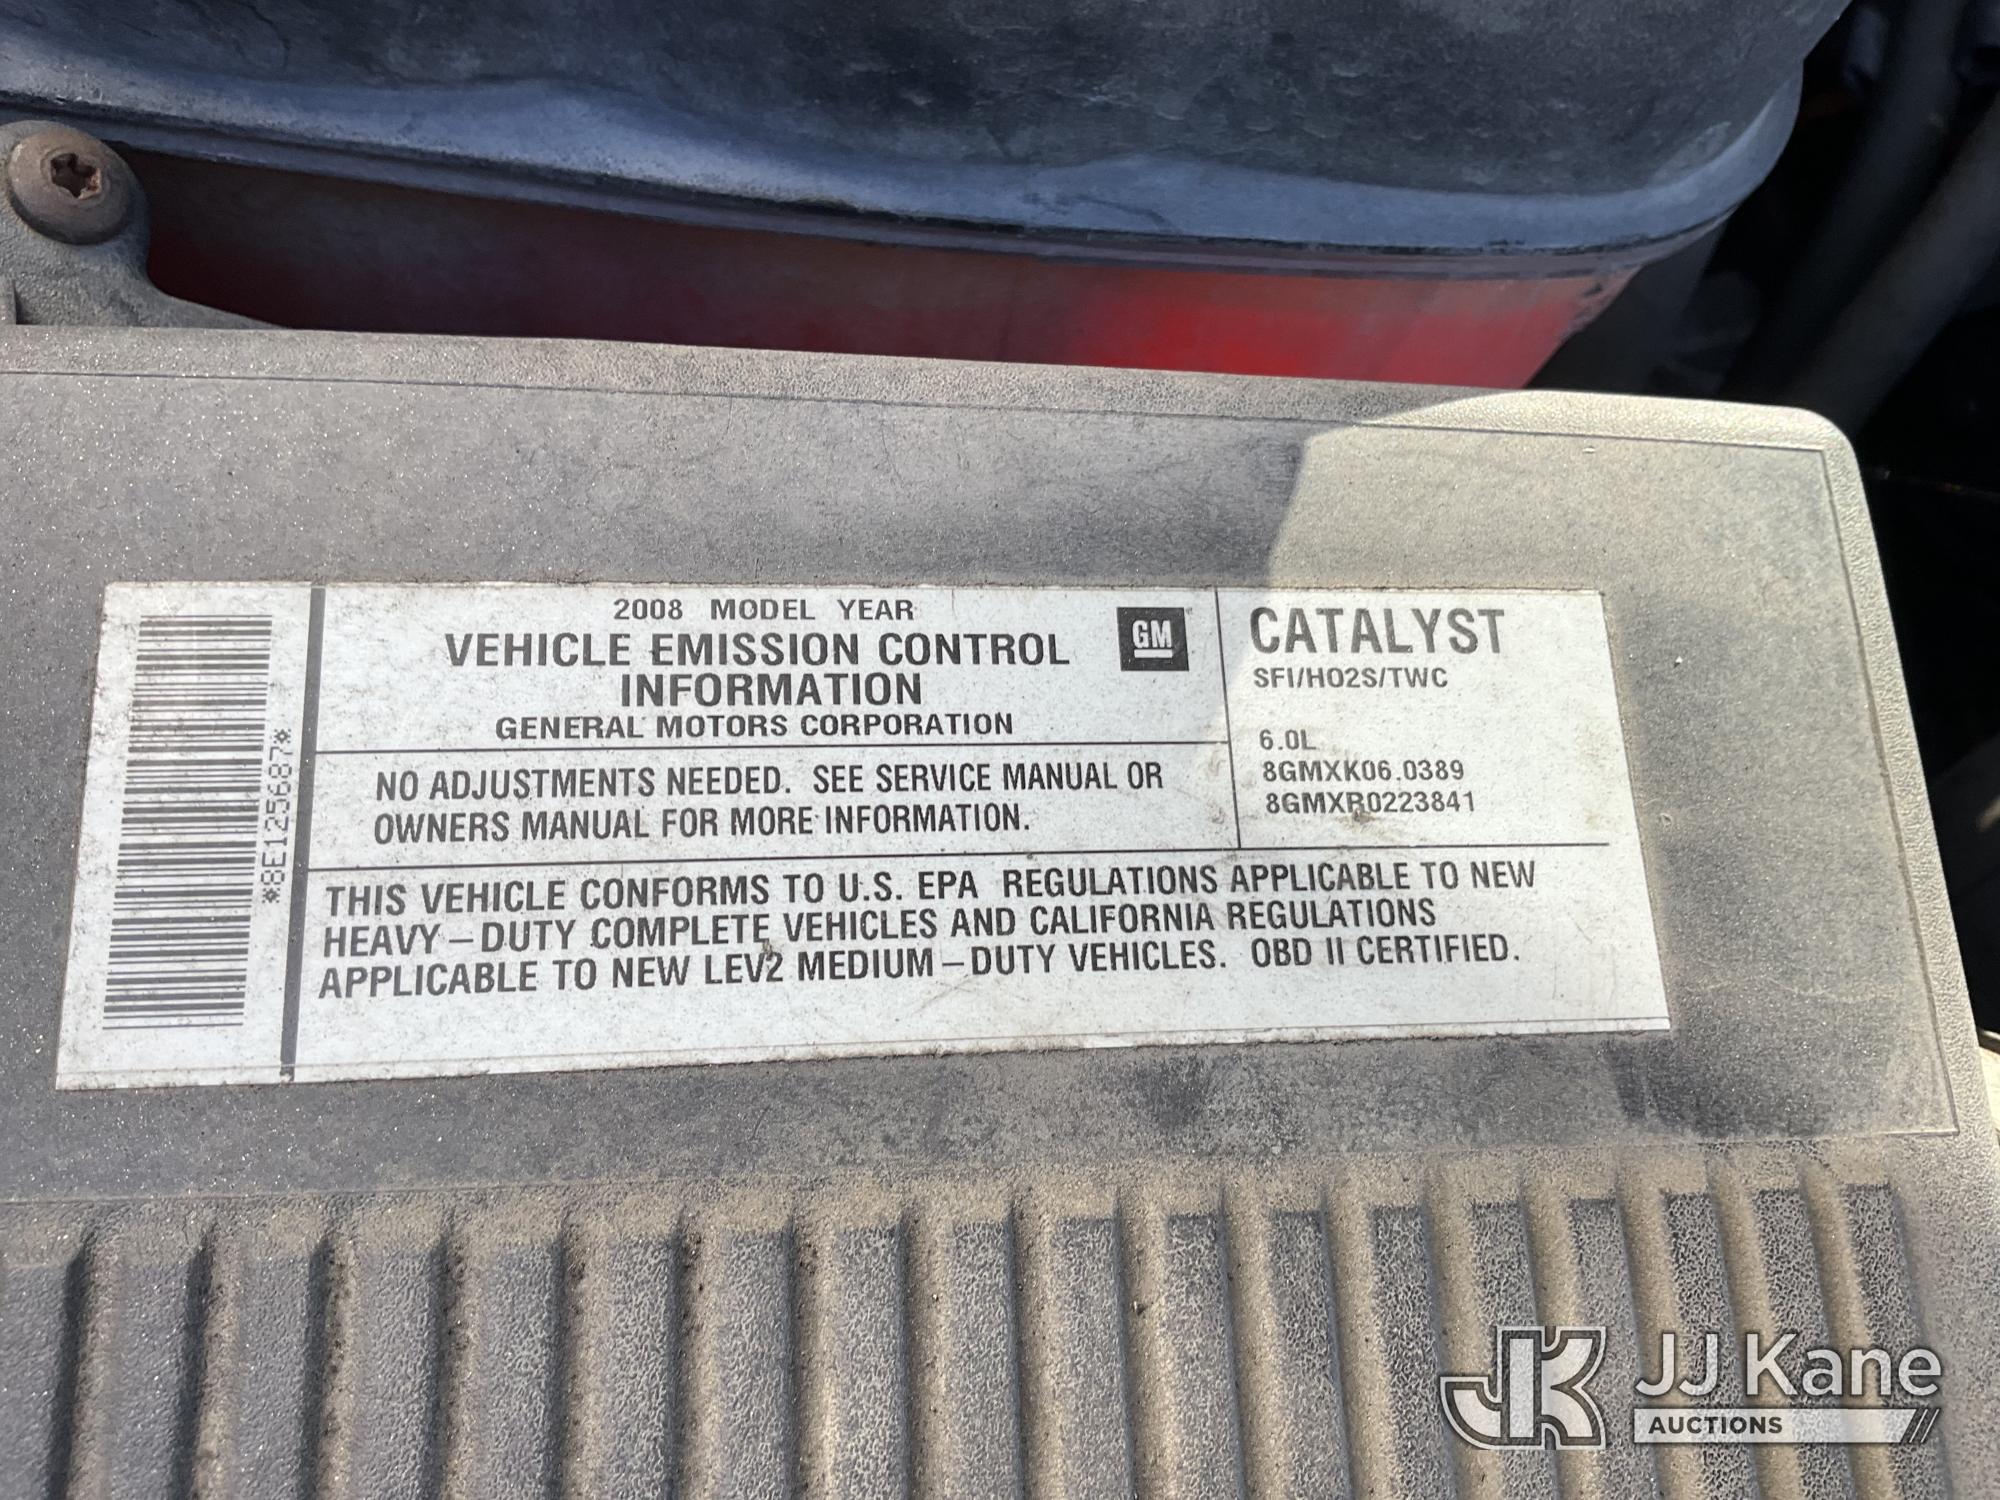 *8E125687*
2008 MODEL YEAR
VEHICLE EMISSION CONTROL
INFORMATION
GENERAL MOTORS CORPORATION
GM
CATALYST
SFI/HO2S/TWC
6.0L
8GMXK06.0389
8GMXR0223841
NO ADJUSTMENTS NEEDED. SEE SERVICE MANUAL OR
OWNERS MANUAL FOR MORE INFORMATION.
THIS VEHICLE CONFORMS TO U.S. EPA REGULATIONS APPLICABLE TO NEW
HEAVY-DUTY COMPLETE VEHICLES AND CALIFORNIA REGULATIONS
APPLICABLE TO NEW LEV2 MEDIUM-DUTY VEHICLES. OBD II CERTIFIED.
JK JJ Kane
AUCTIONS